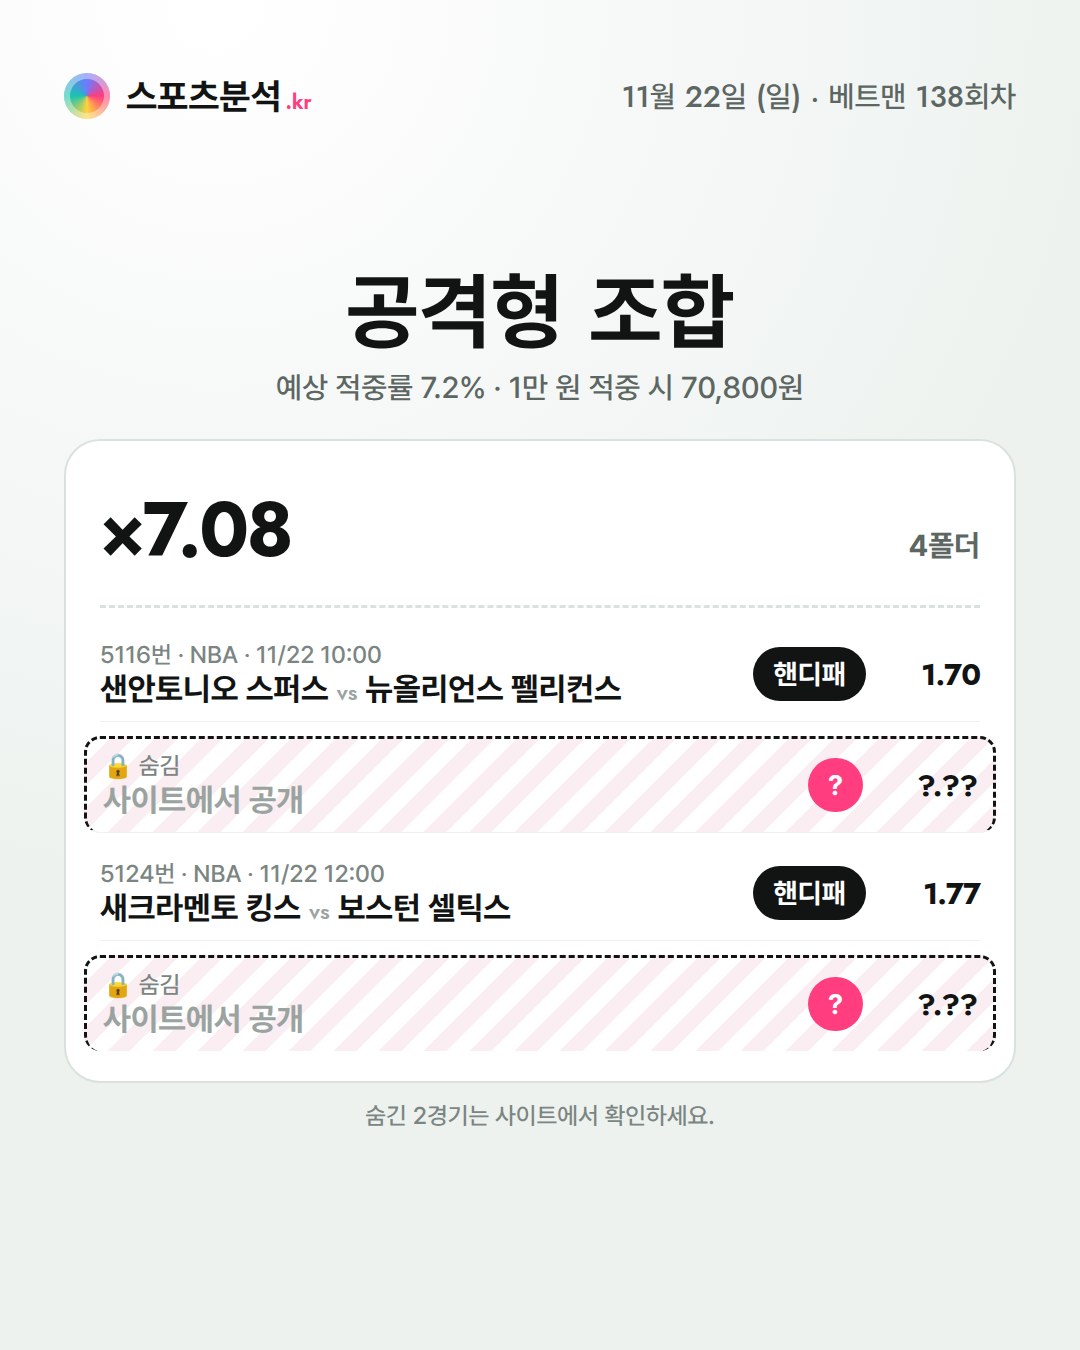 스포츠분석.kr
11월 22일 (일) · 베트맨 138회차
공격형 조합
예상 적중률 7.2% · 1만 원 적중 시 70,800원
×7.08
4폴더
5116번 · NBA · 11/22 10:00
샌안토니오 스퍼스 vs 뉴올리언스 펠리컨스
핸디패
1.70
🔒 숨김
사이트에서 공개
?
?.??
5124번 · NBA · 11/22 12:00
새크라멘토 킹스 vs 보스턴 셀틱스
핸디패
1.77
🔒 숨김
사이트에서 공개
?
?.??
숨긴 2경기는 사이트에서 확인하세요.